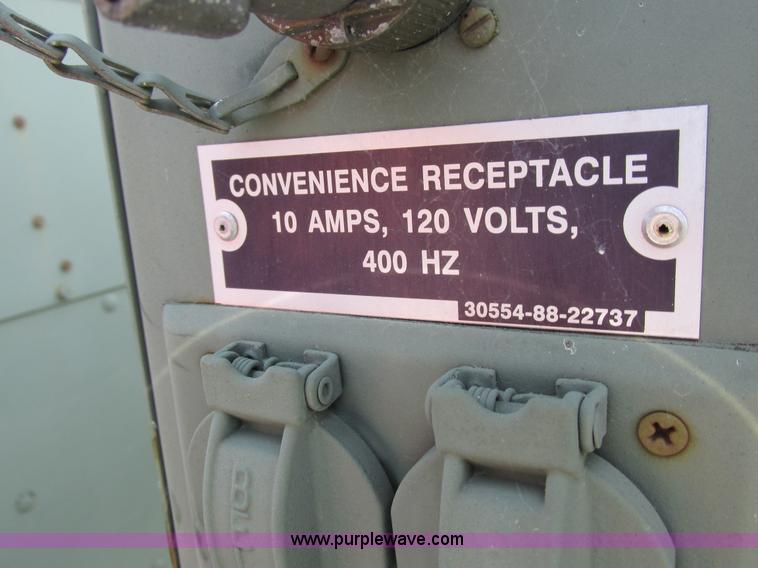 CONVENIENCE RECEPTACLE
10 AMPS, 120 VOLTS,
400 HZ
30554-88-22737
www.purplewave.com